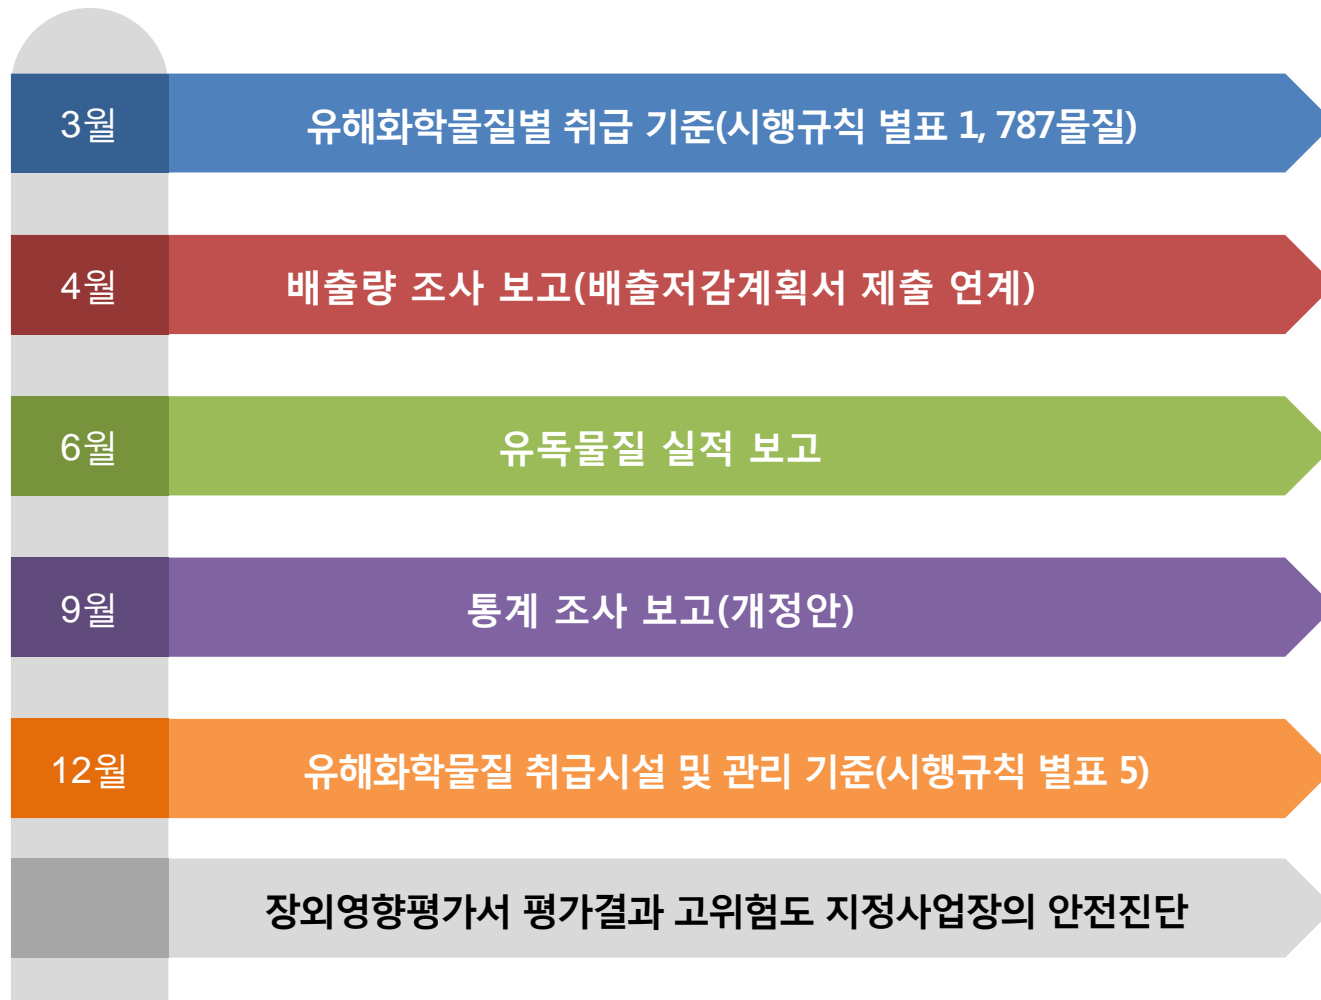 3월
유해화학물질별 취급 기준(시행규칙 별표 1, 787물질)
4월
배출량 조사 보고(배출저감계획서 제출 연계)
6월
유독물질 실적 보고
9월
통계 조사 보고(개정안)
12월
유해화학물질 취급시설 및 관리 기준(시행규칙 별표 5)
장외영향평가서 평가결과 고위험도 지정사업장의 안전진단